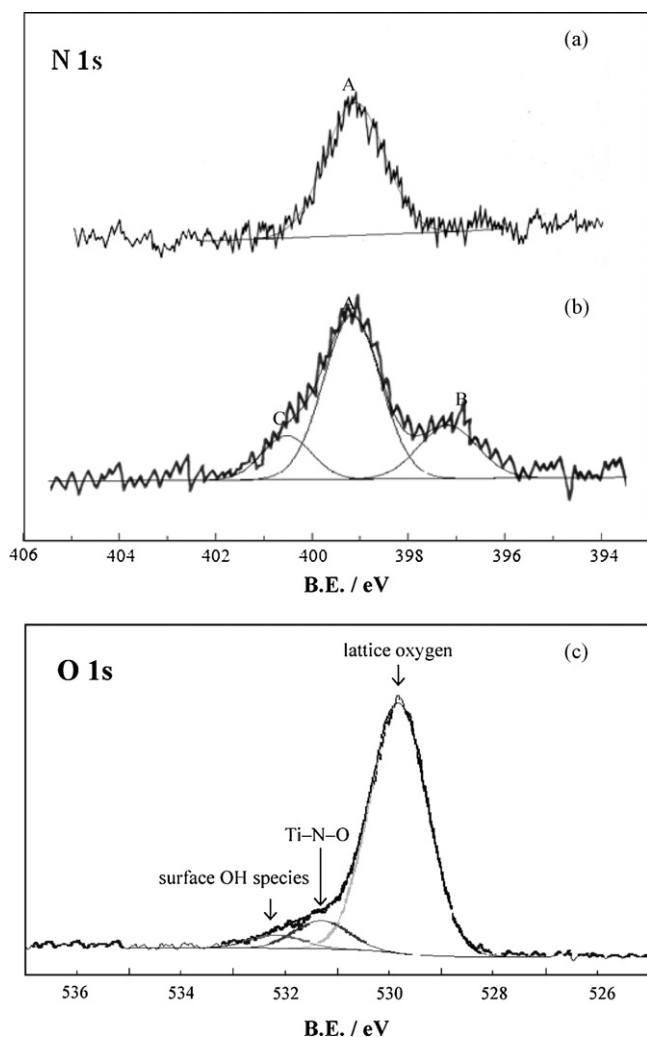 N 1s
(a)
A
(b)
A
C
B
406 404 402 400 398 396 394
B.E. / eV
O 1s
(c)
lattice oxygen
Ti–N–O
surface OH species
536 534 532 530 528 526
B.E. / eV